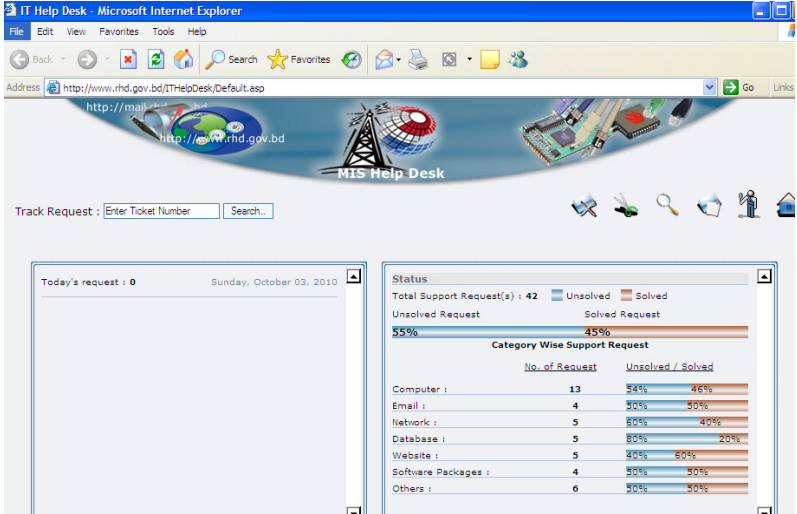 IT Help Desk - Microsoft Internet Explorer
File Edit View Favorites Tools Help
Back Search Favorites
Address http://www.rhd.gov.bd/ITHelpDesk/Default.asp Go Links
http://mail.rhd.gov.bd
http://www.rhd.gov.bd
MIS Help Desk
Track Request : Enter Ticket Number Search..
Today's request : 0 Sunday, October 03, 2010
Status
Total Support Request(s) : 42 Unsolved Solved
Unsolved Request Solved Request
55% 45%
Category Wise Support Request
No. of Request Unsolved / Solved
Computer : 13 54% 46%
Email : 4 50% 50%
Network : 5 60% 40%
Database : 5 80% 20%
Website : 5 40% 60%
Software Packages : 4 50% 50%
Others : 6 50% 50%